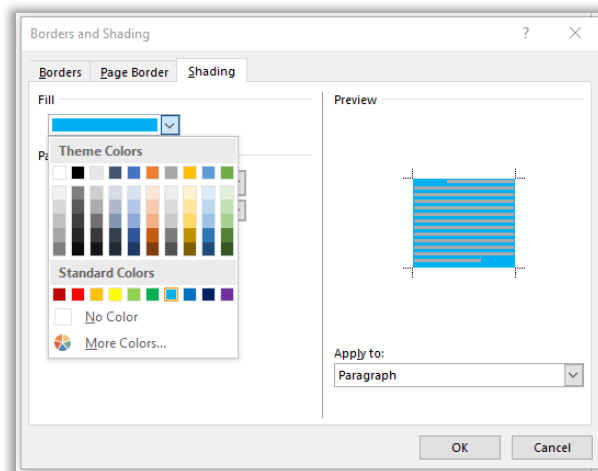 Borders and Shading
?
Borders Page Border Shading
Fill
Preview
Theme Colors
Standard Colors
No Color
More Colors...
Apply to:
Paragraph
OK Cancel